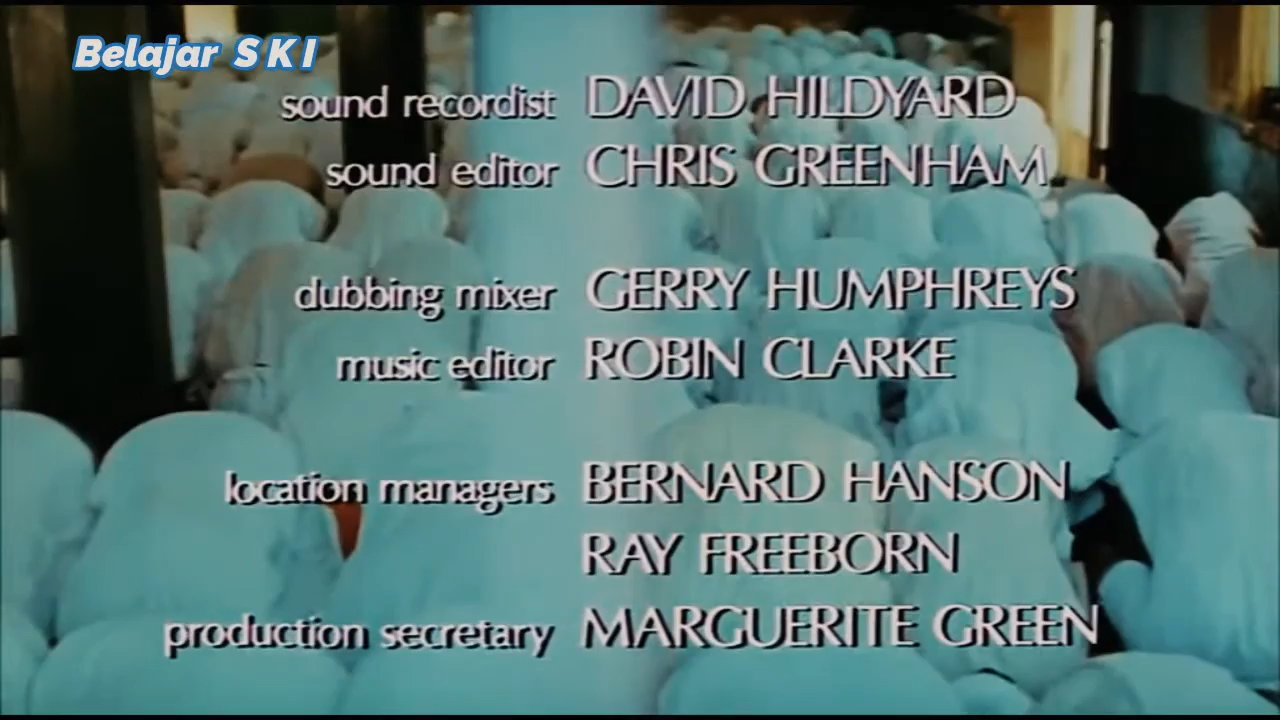 Belajar SKI
sound recordist DAVID HILDYARD
sound editor CHRIS GREENHAM
dubbing mixer GERRY HUMPHREYS
music editor ROBIN CLARKE
location managers BERNARD HANSON
RAY FREEBORN
production secretary MARGUERITE GREEN